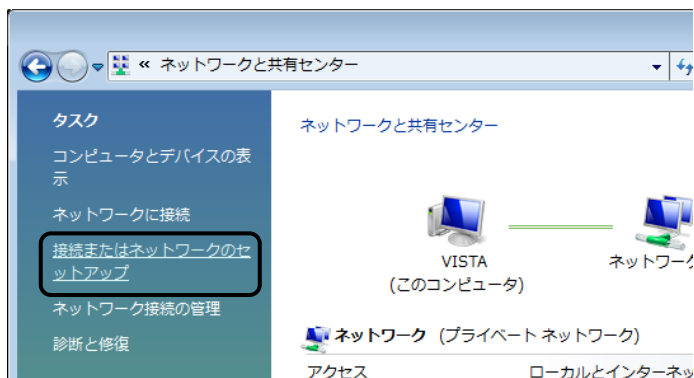 « ネットワークと共有センター
タスク
コンピュータとデバイスの表
示
ネットワークに接続
接続またはネットワークのセ
ットアップ
ネットワーク接続の管理
診断と修復
ネットワークと共有センター
VISTA
(このコンピュータ)
ネットワーク
ネットワーク (プライベート ネットワーク)
アクセス
ローカルとインターネッ